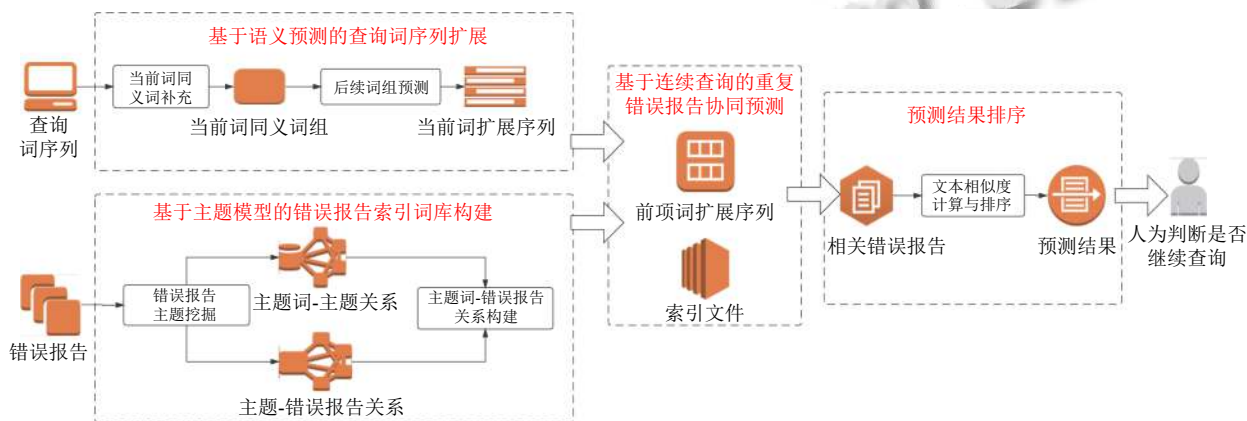 基于语义预测的查询词序列扩展
当前词同
义词补充
后续词组预测
查询
词序列
当前词同义词组
当前词扩展序列
基于主题模型的错误报告索引词库构建
错误报告
错误报告
主题挖掘
主题词-主题关系
主题词-错误报告
关系构建
主题-错误报告关系
基于连续查询的重复
错误报告协同预测
前项词扩展序列
索引文件
预测结果排序
相关错误报告
文本相似度
计算与排序
预测结果
人为判断是否
继续查询